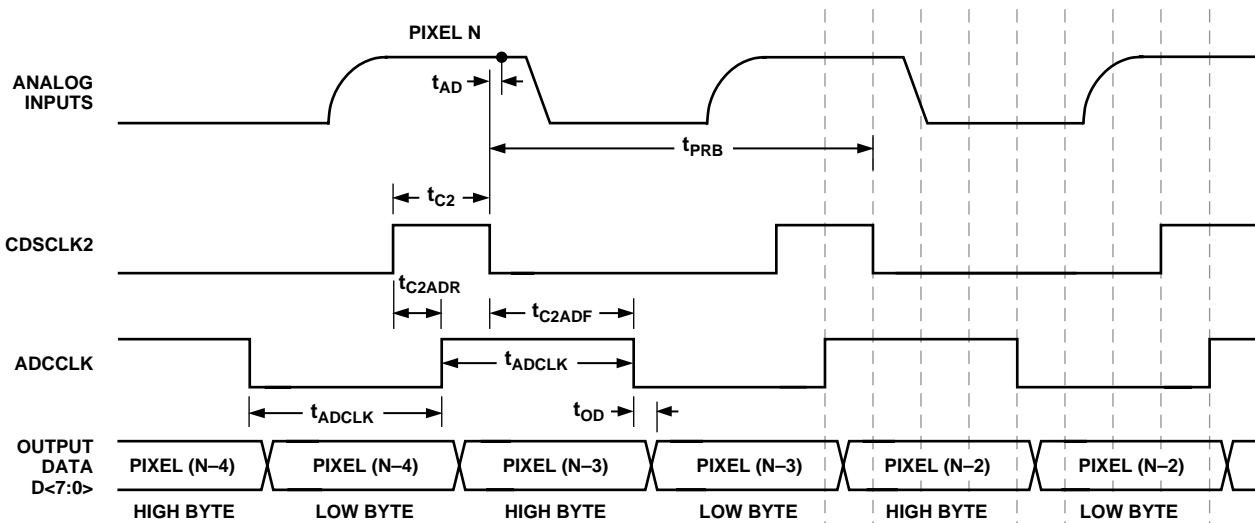 PIXEL N
ANALOG
INPUTS
tAD
tPRB
tC2
CDSCLK2
tC2ADR
tC2ADF
ADCCLK
tADCLK
tADCLK
tOD
OUTPUT
DATA
D<7:0>
PIXEL (N–4)
PIXEL (N–4)
PIXEL (N–3)
PIXEL (N–3)
PIXEL (N–2)
PIXEL (N–2)
HIGH BYTE
LOW BYTE
HIGH BYTE
LOW BYTE
HIGH BYTE
LOW BYTE